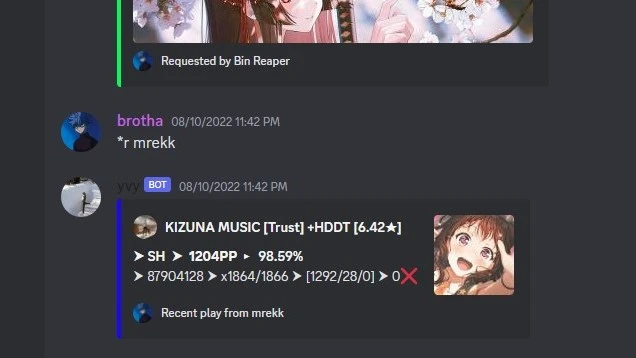 Requested by Bin Reaper
brotha 08/10/2022 11:42 PM
*r mrekk
yvy BOT 08/10/2022 11:42 PM
KIZUNA MUSIC [Trust] +HDDT [6.42★]
➤ SH ➤ 1204PP ▸ 98.59%
➤ 87904128 ➤ x1864/1866 ➤ [1292/28/0] ➤ 0❌
Recent play from mrekk